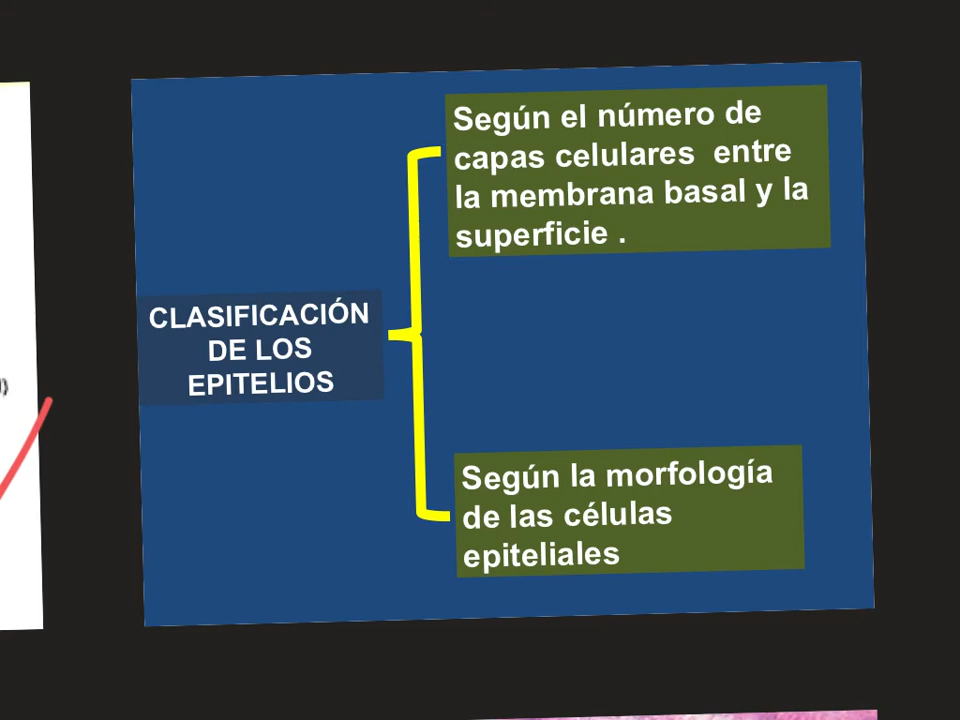 Según el número de
capas celulares entre
la membrana basal y la
superficie .
CLASIFICACIÓN
DE LOS
EPITELIOS
Según la morfología
de las células
epiteliales